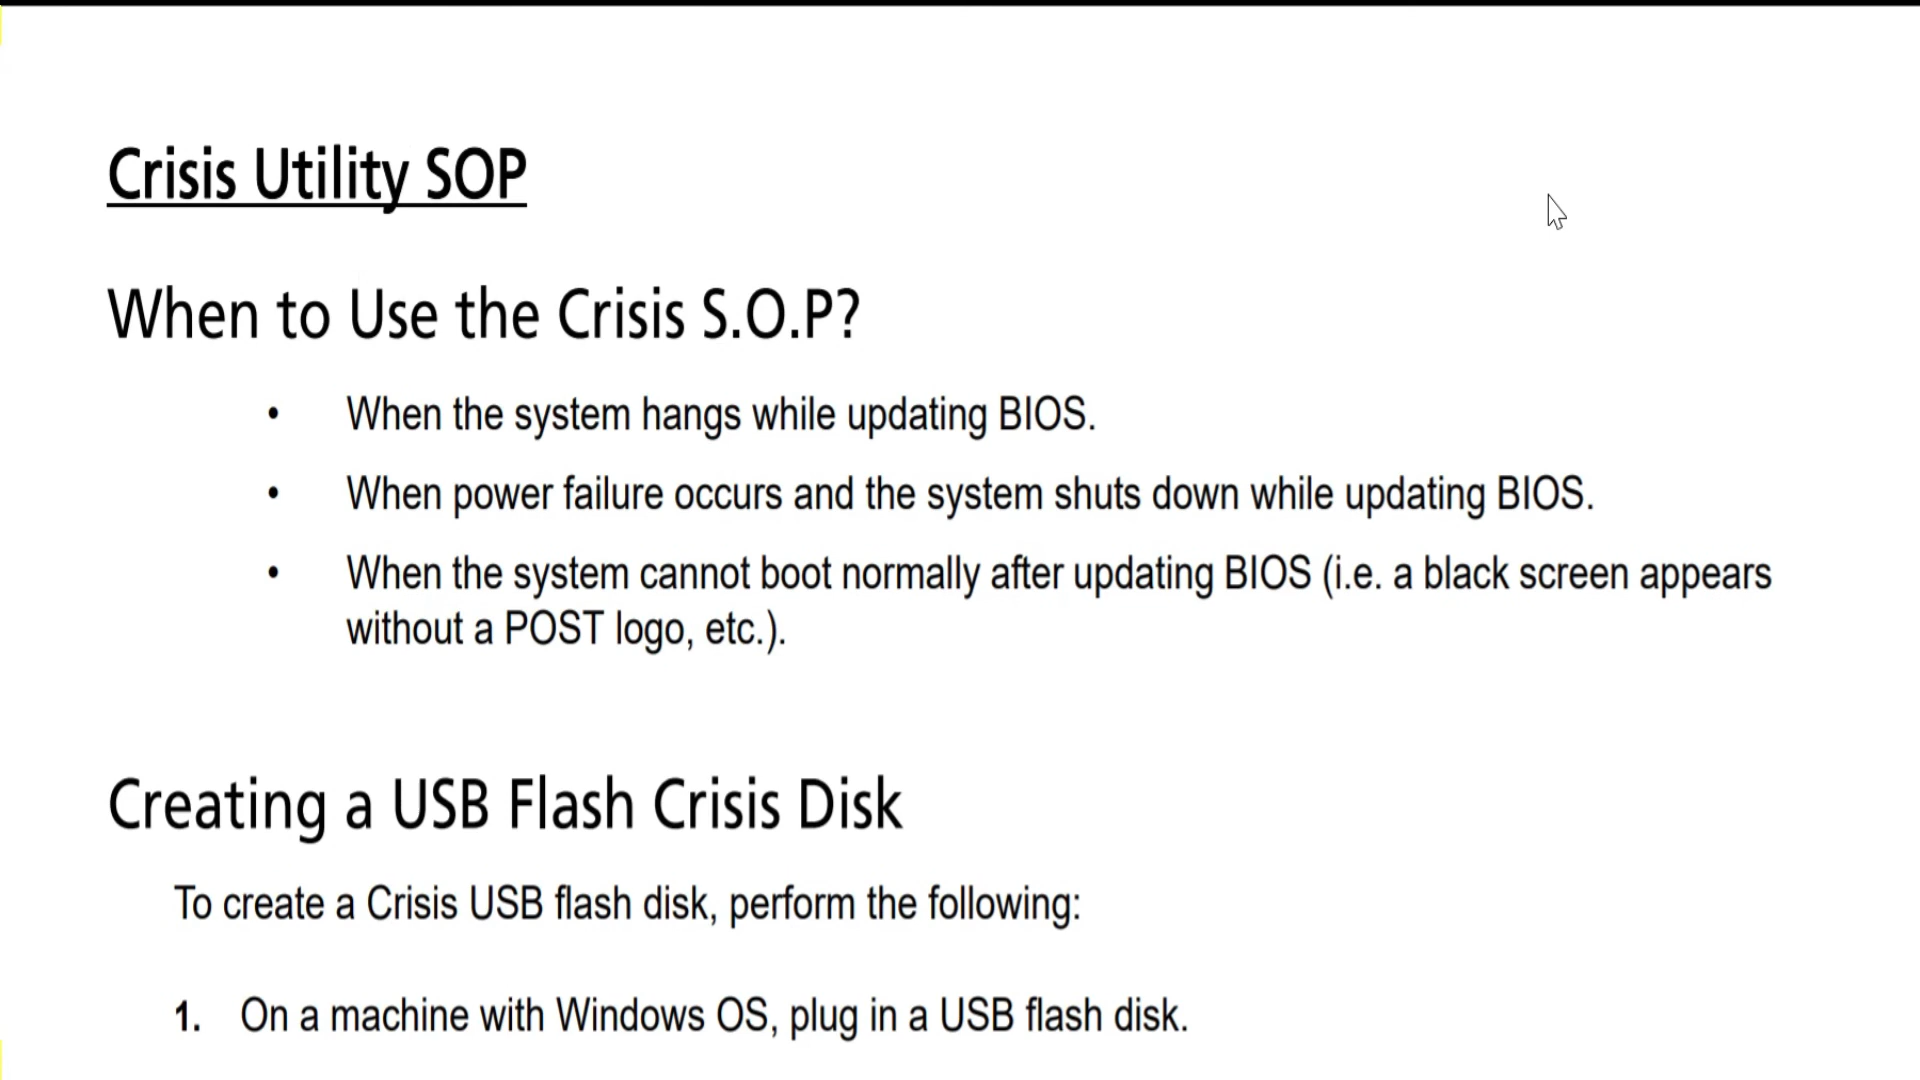 Crisis Utility SOP
When to Use the Crisis S.O.P?
• When the system hangs while updating BIOS.
• When power failure occurs and the system shuts down while updating BIOS.
• When the system cannot boot normally after updating BIOS (i.e. a black screen appears
without a POST logo, etc.).
Creating a USB Flash Crisis Disk
To create a Crisis USB flash disk, perform the following:
1. On a machine with Windows OS, plug in a USB flash disk.